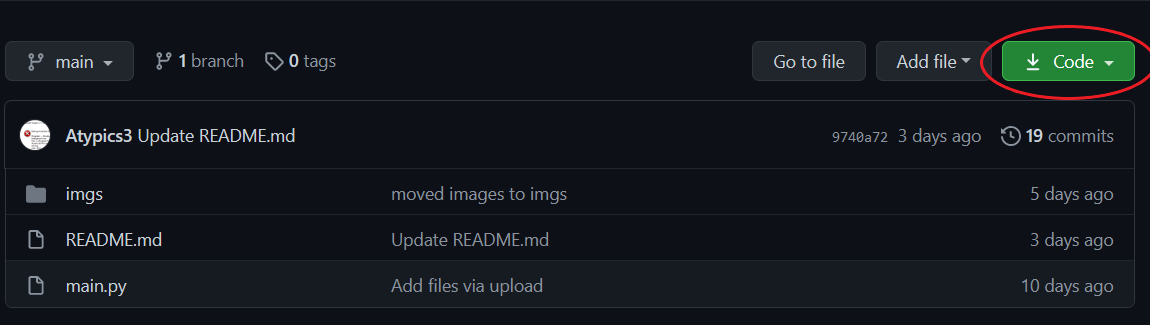 main 1 branch 0 tags Go to file Add file Code
Atypics3 Update README.md 9740a72 3 days ago 19 commits
imgs moved images to imgs 5 days ago
README.md Update README.md 3 days ago
main.py Add files via upload 10 days ago